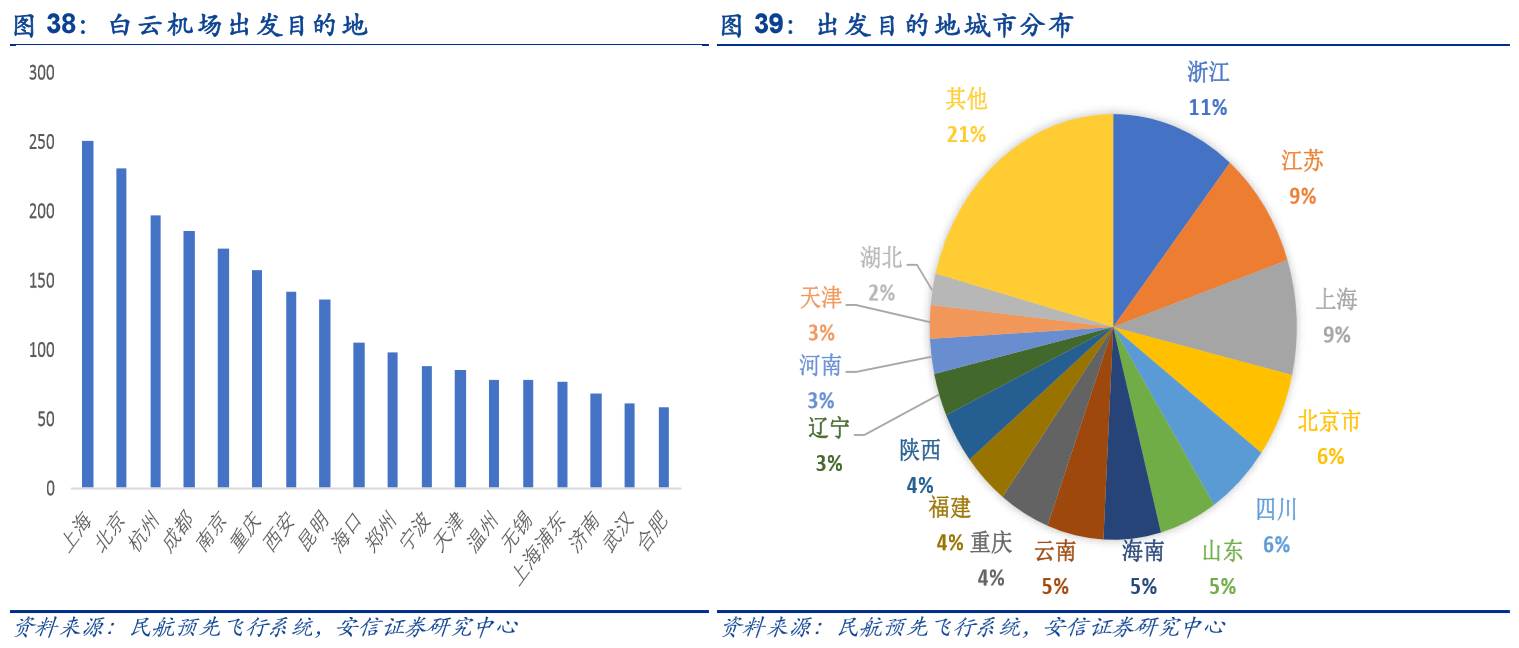 图 38：白云机场出发目的地
300
250
200
150
100
50
0
上海
北京
杭州
成都
南京
重庆
西安
昆明
海口
郑州
宁波
天津
温州
无锡
上海浦东
济南
武汉
合肥
资料来源：民航预先飞行系统，安信证券研究中心
图 39：出发目的地城市分布
浙江
11%
江苏
9%
上海
9%
北京市
6%
四川
6%
山东
5%
海南
5%
云南
5%
重庆
4%
福建
4%
陕西
4%
辽宁
3%
河南
3%
天津
3%
湖北
2%
其他
21%
资料来源：民航预先飞行系统，安信证券研究中心